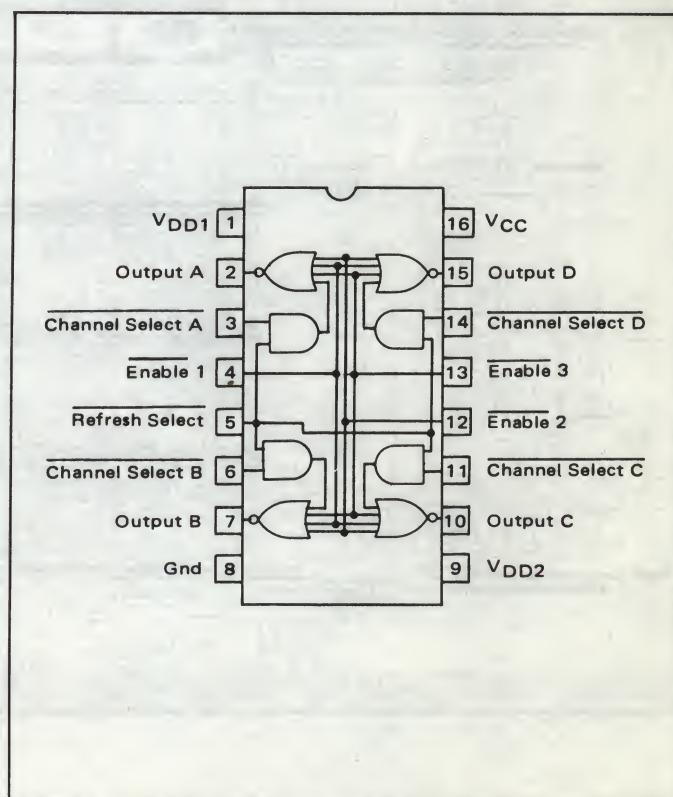 VDD1 1 16 VCC
Output A 2 15 Output D
Channel Select A 3 14 Channel Select D
Enable 1 4 13 Enable 3
Refresh Select 5 12 Enable 2
Channel Select B 6 11 Channel Select C
Output B 7 10 Output C
Gnd 8 9 VDD2